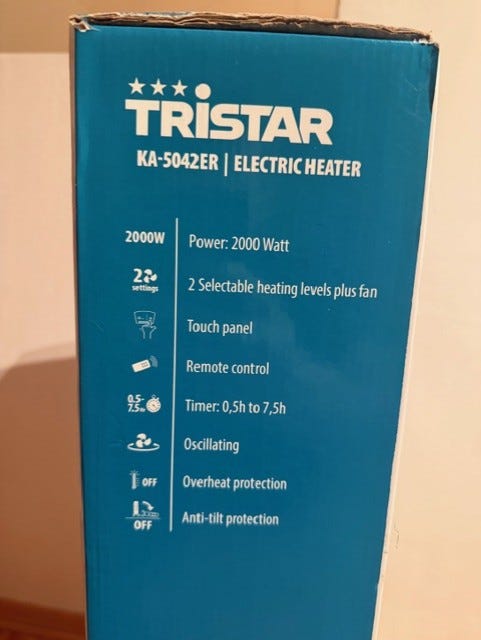 TRISTAR
KA-5042ER | ELECTRIC HEATER
2000W Power: 2000 Watt
2 settings 2 Selectable heating levels plus fan
Touch panel
Remote control
0.5-7.5hr Timer: 0,5h to 7,5h
Oscillating
OFF Overheat protection
OFF Anti-tilt protection